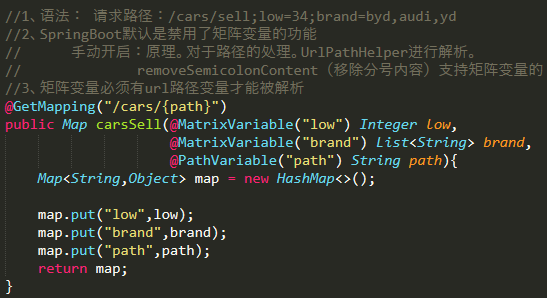 //1、语法： 请求路径：/cars/sell;low=34;brand=byd,audi,yd
//2、SpringBoot默认是禁用了矩阵变量的功能
//      手动开启：原理。对于路径的处理。UrlPathHelper进行解析。
//              removeSemicolonContent（移除分号内容）支持矩阵变量的
//3、矩阵变量必须有url路径变量才能被解析
@GetMapping("/cars/{path}")
public Map carsSell(@MatrixVariable("low") Integer low,
                    @MatrixVariable("brand") List<String> brand,
                    @PathVariable("path") String path){
    Map<String,Object> map = new HashMap<>();
    map.put("low",low);
    map.put("brand",brand);
    map.put("path",path);
    return map;
}